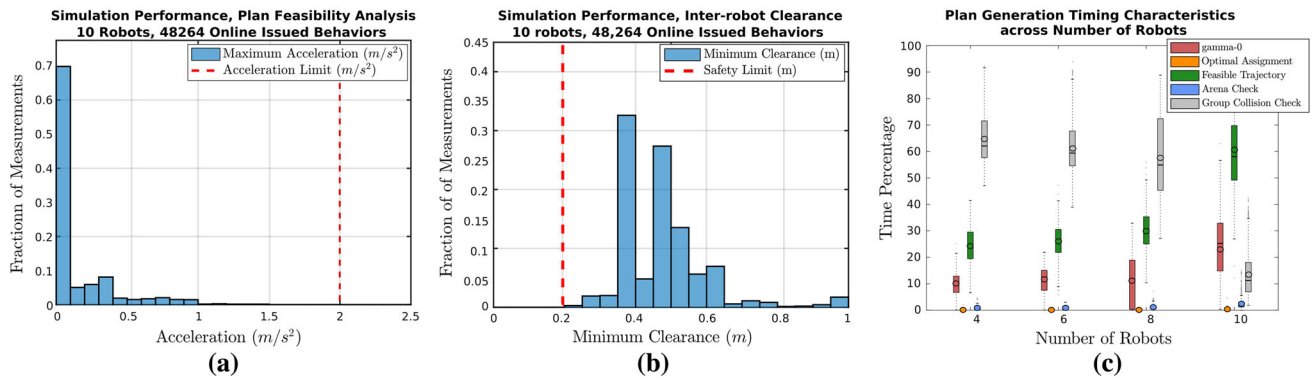 Simulation Performance, Plan Feasibility Analysis
10 Robots, 48264 Online Issued Behaviors
Maximum Acceleration (m/s²)
Acceleration Limit (m/s²)
Fractionn of Measurements
0.7
0.6
0.5
0.4
0.3
0.2
0.1
0
0
0.5
1
1.5
2
2.5
Acceleration (m/s²)
(a)
Simulation Performance, Inter-robot Clearance
10 robots, 48,264 Online Issued Behaviors
Minimum Clearance (m)
Safety Limit (m)
Fraction of Measurements
0.45
0.4
0.35
0.3
0.25
0.2
0.15
0.1
0.05
0
0
0.2
0.4
0.6
0.8
1
Minimum Clearance (m)
(b)
Plan Generation Timing Characteristics
across Number of Robots
gamma-0
Optimal Assignment
Feasible Trajectory
Arena Check
Group Collision Check
Time Percentage
100
90
80
70
60
50
40
30
20
10
0
4
6
8
10
Number of Robots
(c)